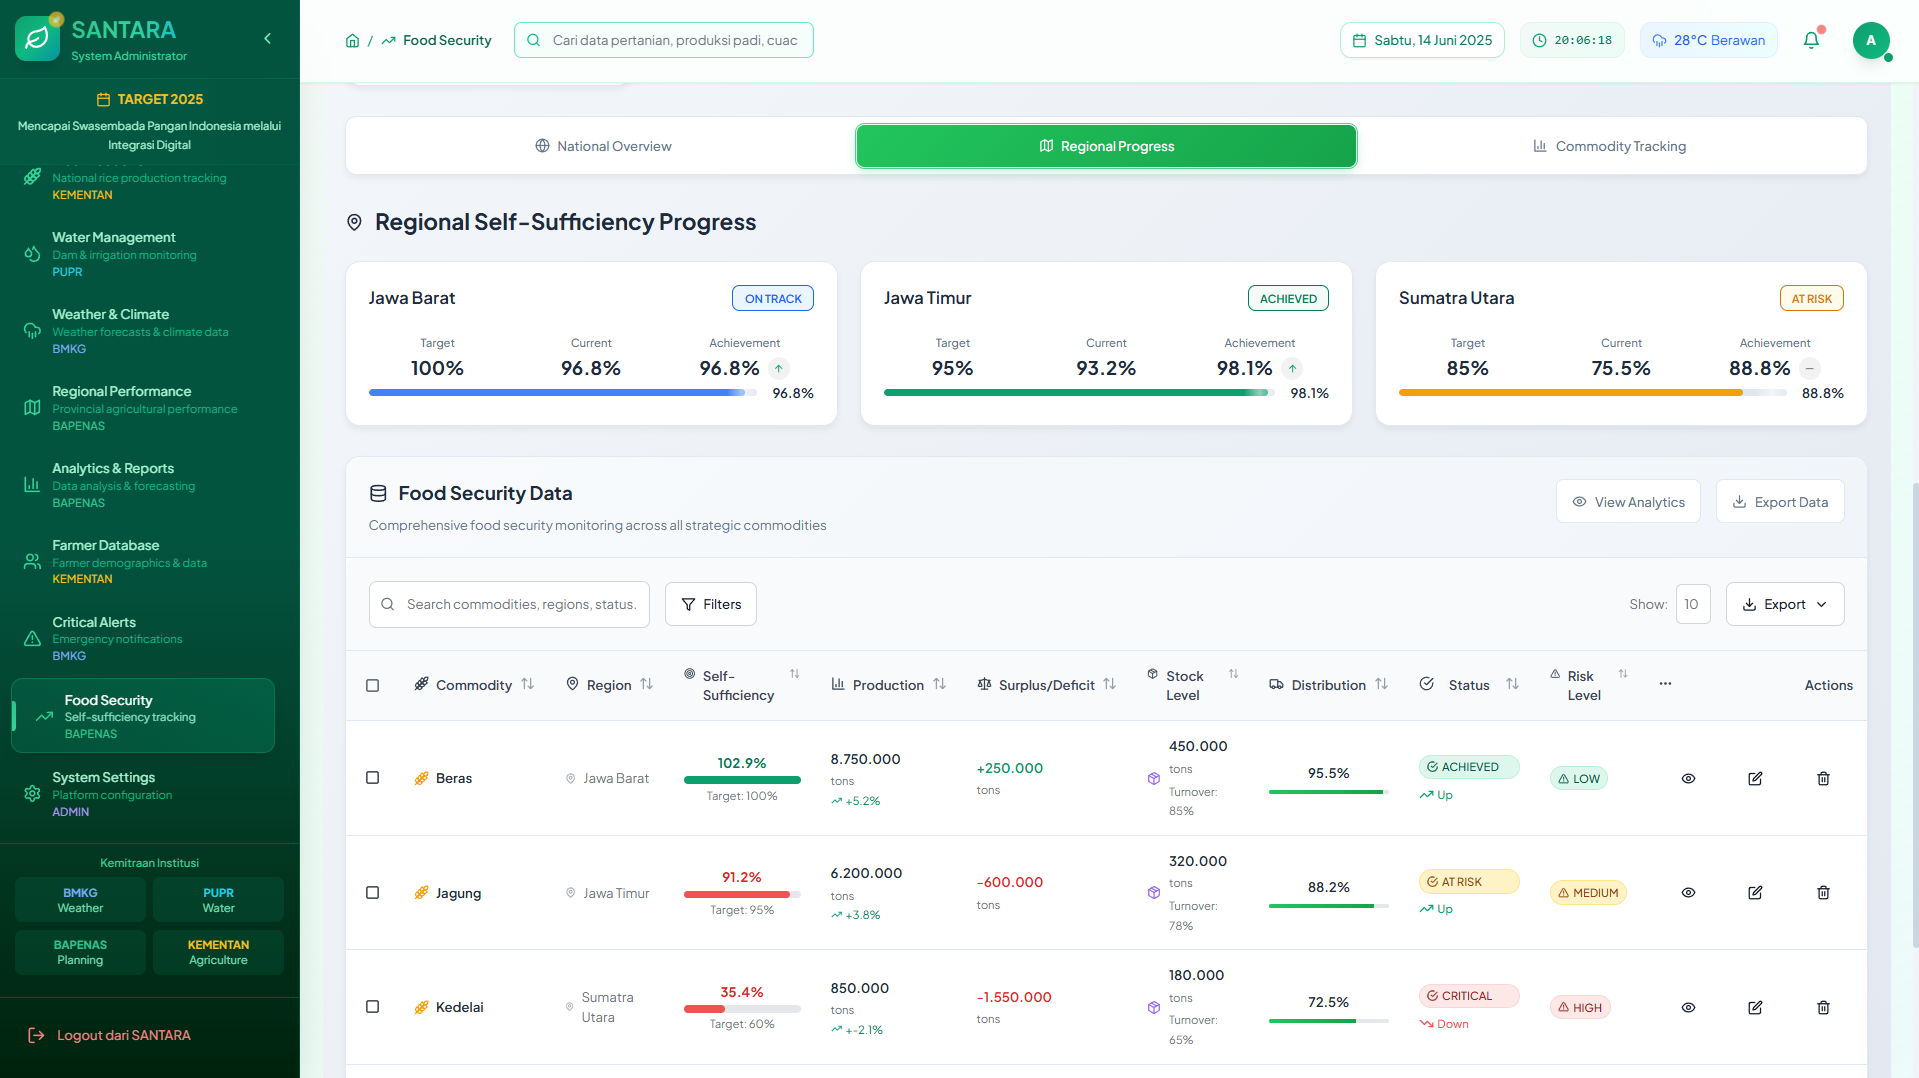 SANTARA
System Administrator
TARGET 2025
Mencapai Swasembada Pangan Indonesia melalui
Integrasi Digital
National rice production tracking
KEMENTAN
Water Management
Dam & irrigation monitoring
PUPR
Weather & Climate
Weather forecasts & climate data
BMKG
Regional Performance
Provincial agricultural performance
BAPENAS
Analytics & Reports
Data analysis & forecasting
BAPENAS
Farmer Database
Farmer demographics & data
KEMENTAN
Critical Alerts
Emergency notifications
BMKG
Food Security
Self-sufficiency tracking
BAPENAS
System Settings
Platform configuration
ADMIN
Kemitraan Institusi
BMKG
Weather
PUPR
Water
BAPENAS
Planning
KEMENTAN
Agriculture
Logout dari SANTARA
/ Food Security
Cari data pertanian, produksi padi, cuac
Sabtu, 14 Juni 2025
20:06:18
28°C Berawan
A
National Overview
Regional Progress
Commodity Tracking
Regional Self-Sufficiency Progress
Jawa Barat
ON TRACK
Target Current Achievement
100% 96.8% 96.8%
96.8%
Jawa Timur
ACHIEVED
Target Current Achievement
95% 93.2% 98.1%
98.1%
Sumatra Utara
AT RISK
Target Current Achievement
85% 75.5% 88.8%
88.8%
Food Security Data
Comprehensive food security monitoring across all strategic commodities
View Analytics
Export Data
Search commodities, regions, status.
Filters
Show: 10
Export
Commodity
Region
Self-
Sufficiency
Production
Surplus/Deficit
Stock
Level
Distribution
Status
Risk
Level
...
Actions
Beras
Jawa Barat
102.9%
Target: 100%
8.750.000
tons
+5.2%
+250.000
tons
450.000
tons
Turnover:
85%
95.5%
ACHIEVED
Up
LOW
Jagung
Jawa Timur
91.2%
Target: 95%
6.200.000
tons
+3.8%
-600.000
tons
320.000
tons
Turnover:
78%
88.2%
AT RISK
Up
MEDIUM
Kedelai
Sumatra
Utara
35.4%
Target: 60%
850.000
tons
+-2.1%
-1.550.000
tons
180.000
tons
Turnover:
65%
72.5%
CRITICAL
Down
HIGH